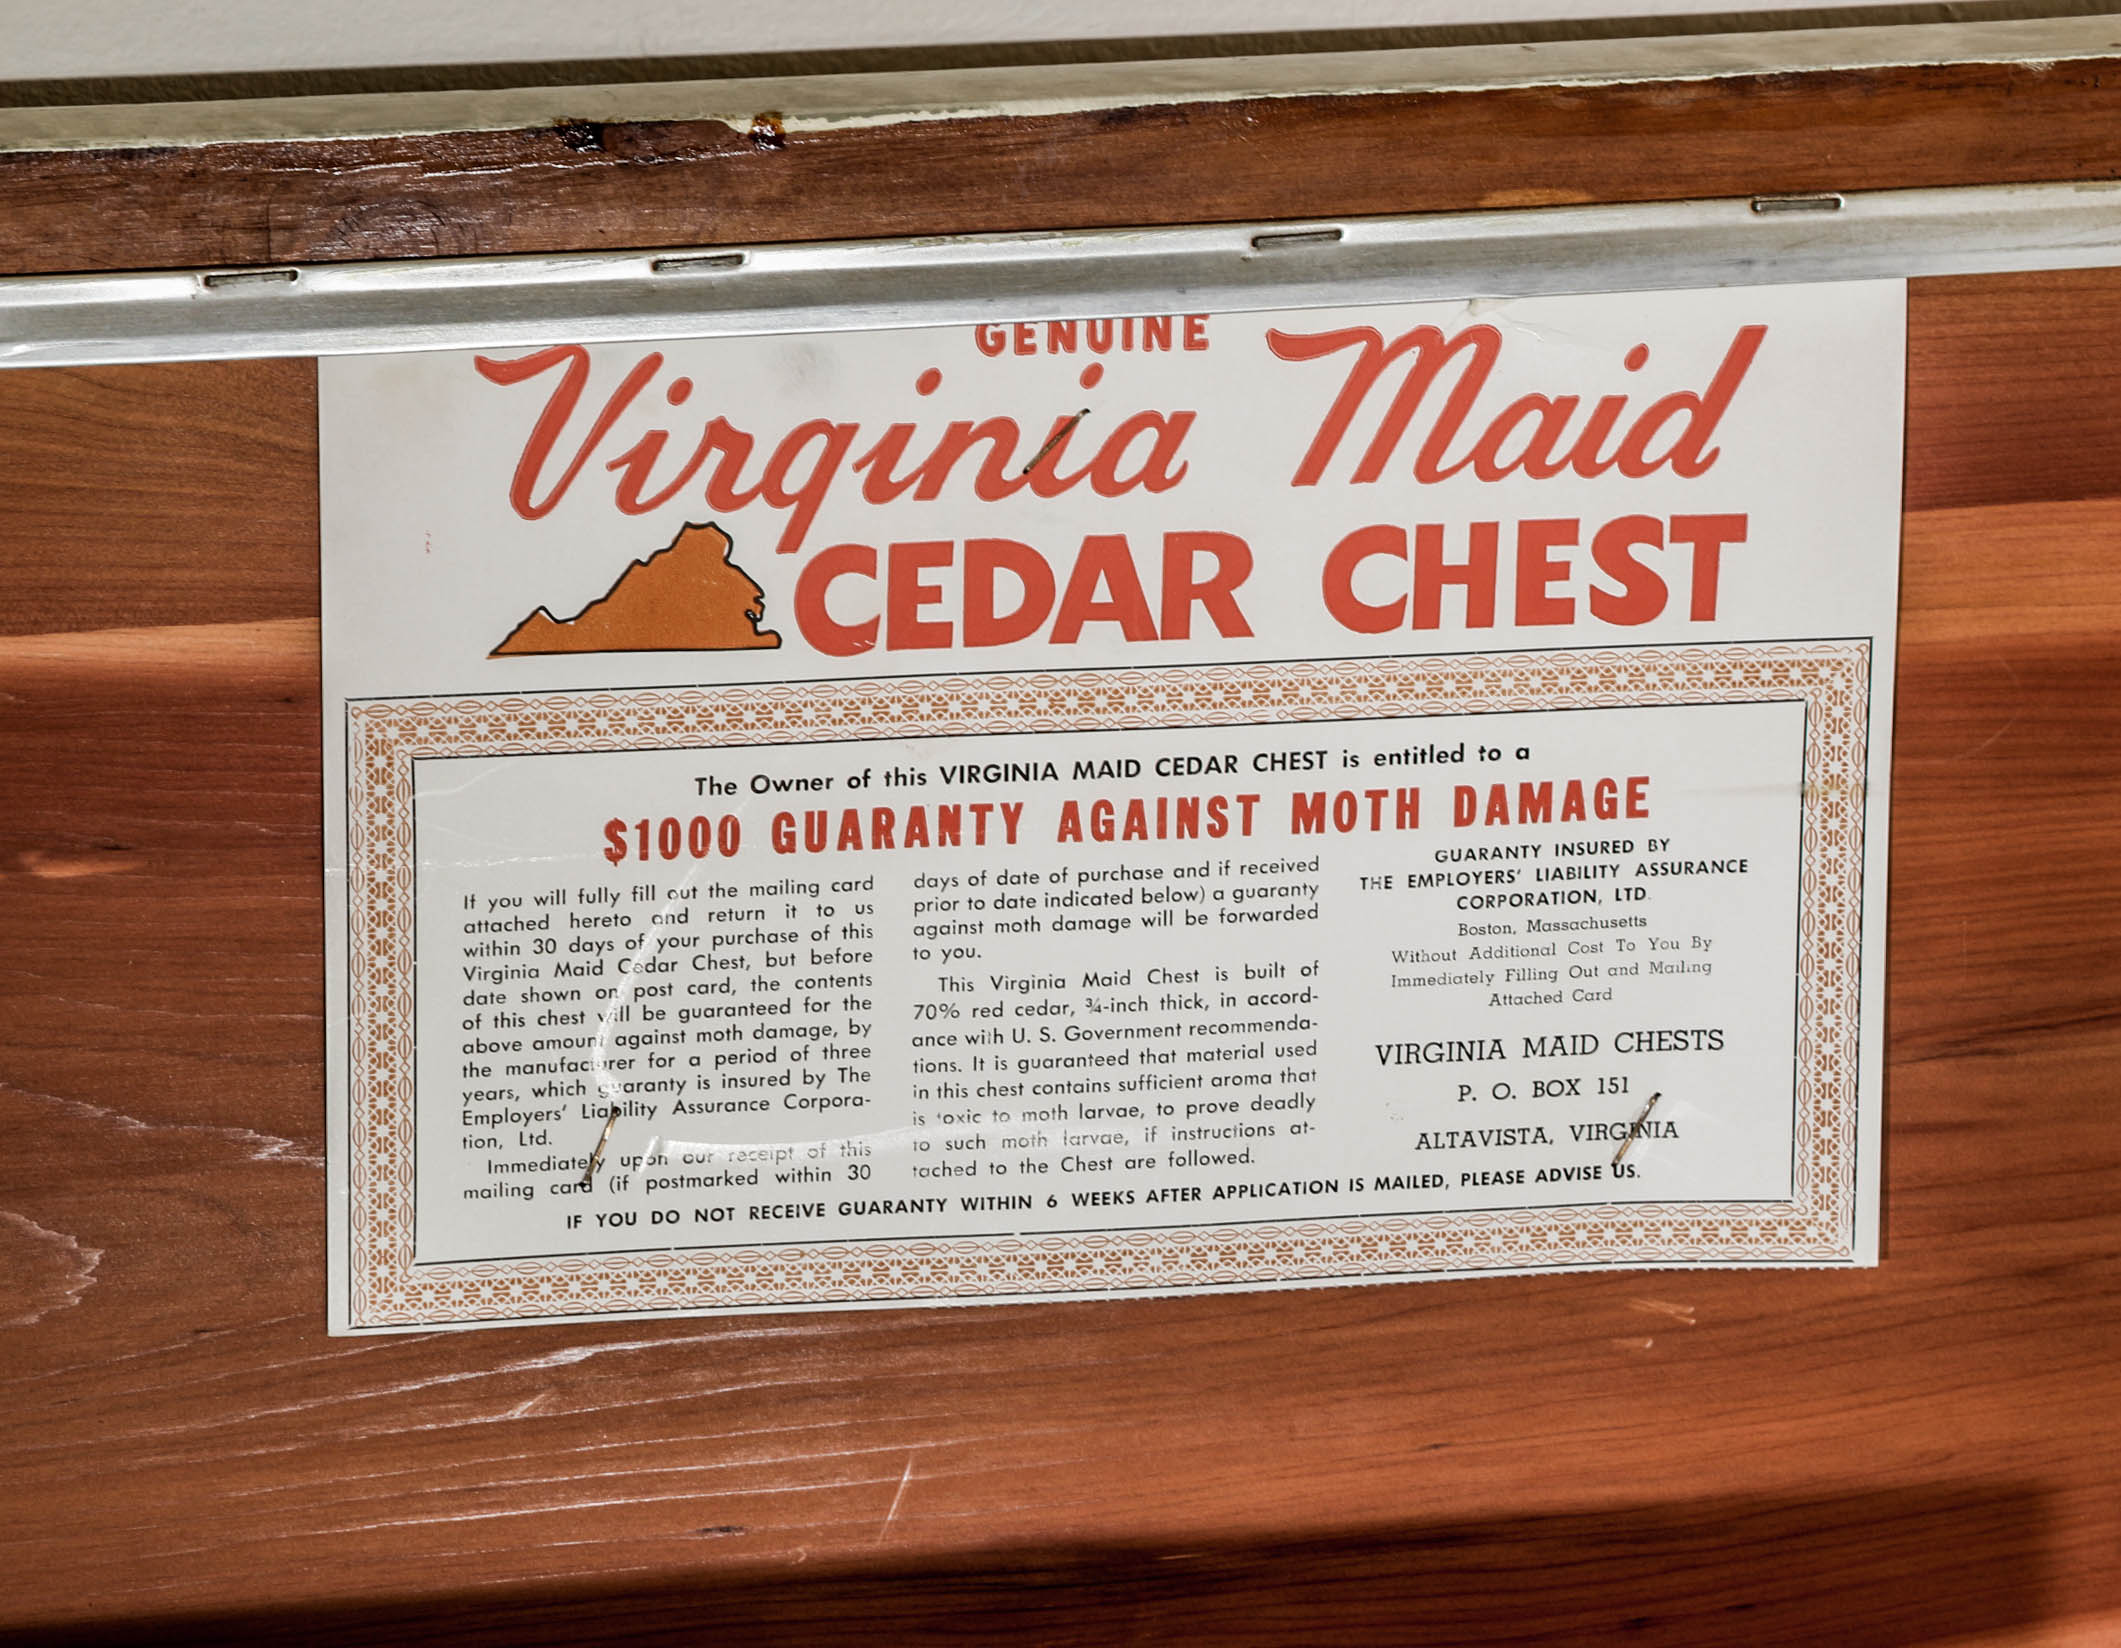 GENUINE
Virginia Maid
CEDAR CHEST
The Owner of this VIRGINIA MAID CEDAR CHEST is entitled to a
$1000 GUARANTY AGAINST MOTH DAMAGE
If you will fully fill out the mailing card
attached hereto and return it to us
within 30 days of your purchase of this
Virginia Maid Cedar Chest, but before
date shown on post card, the contents
of this chest will be guaranteed for the
above amount against moth damage, by
the manufacturer for a period of three
years, which guaranty is insured by The
Employers' Liability Assurance Corpora-
tion, Ltd.
Immediately upon our receipt of this
mailing card (if postmarked within 30
days of date of purchase and if received
prior to date indicated below) a guaranty
against moth damage will be forwarded
to you.
This Virginia Maid Chest is built of
70% red cedar, ¾-inch thick, in accord-
ance with U. S. Government recommenda-
tions. It is guaranteed that material used
in this chest contains sufficient aroma that
is toxic to moth larvae, to prove deadly
to such moth larvae, if instructions at-
tached to the Chest are followed.
GUARANTY INSURED BY
THE EMPLOYERS' LIABILITY ASSURANCE
CORPORATION, LTD.
Boston, Massachusetts
Without Additional Cost To You By
Immediately Filling Out and Mailing
Attached Card
VIRGINIA MAID CHESTS
P. O. BOX 151
ALTAVISTA, VIRGINIA
IF YOU DO NOT RECEIVE GUARANTY WITHIN 6 WEEKS AFTER APPLICATION IS MAILED, PLEASE ADVISE US.